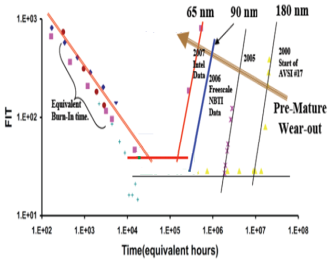 65 nm
90 nm
180 nm
1.E+03
2007
Intel
Data
2005
2000
Start of
AVSI #17
2006
Freescale
NBTI
Data
Equivalent
Burn-In time.
Pre-Mature
Wear-out
FIT
1.E+02
1.E+01
1.E+02 1.E+03 1.E+04 1.E+05 1.E+06 1.E+07 1.E+08
Time(equivalent hours)